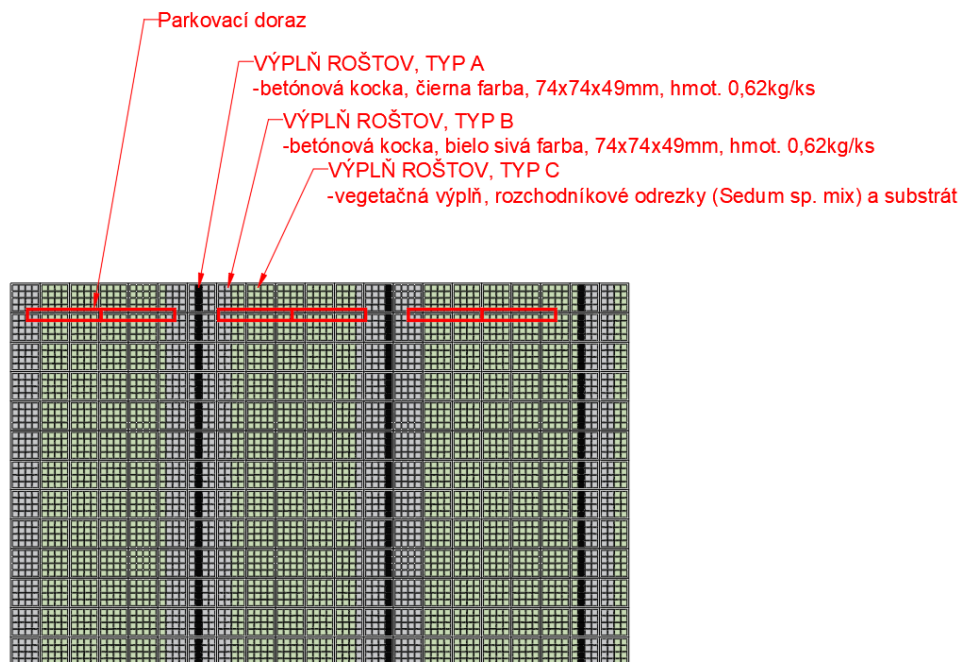 Parkovací doraz
VÝPLŇ ROŠTOV, TYP A
-betónová kocka, čierna farba, 74x74x49mm, hmot. 0,62kg/ks
VÝPLŇ ROŠTOV, TYP B
-betónová kocka, bielo sivá farba, 74x74x49mm, hmot. 0,62kg/ks
VÝPLŇ ROŠTOV, TYP C
-vegetačná výplň, rozchodníkové odrezky (Sedum sp. mix) a substrát